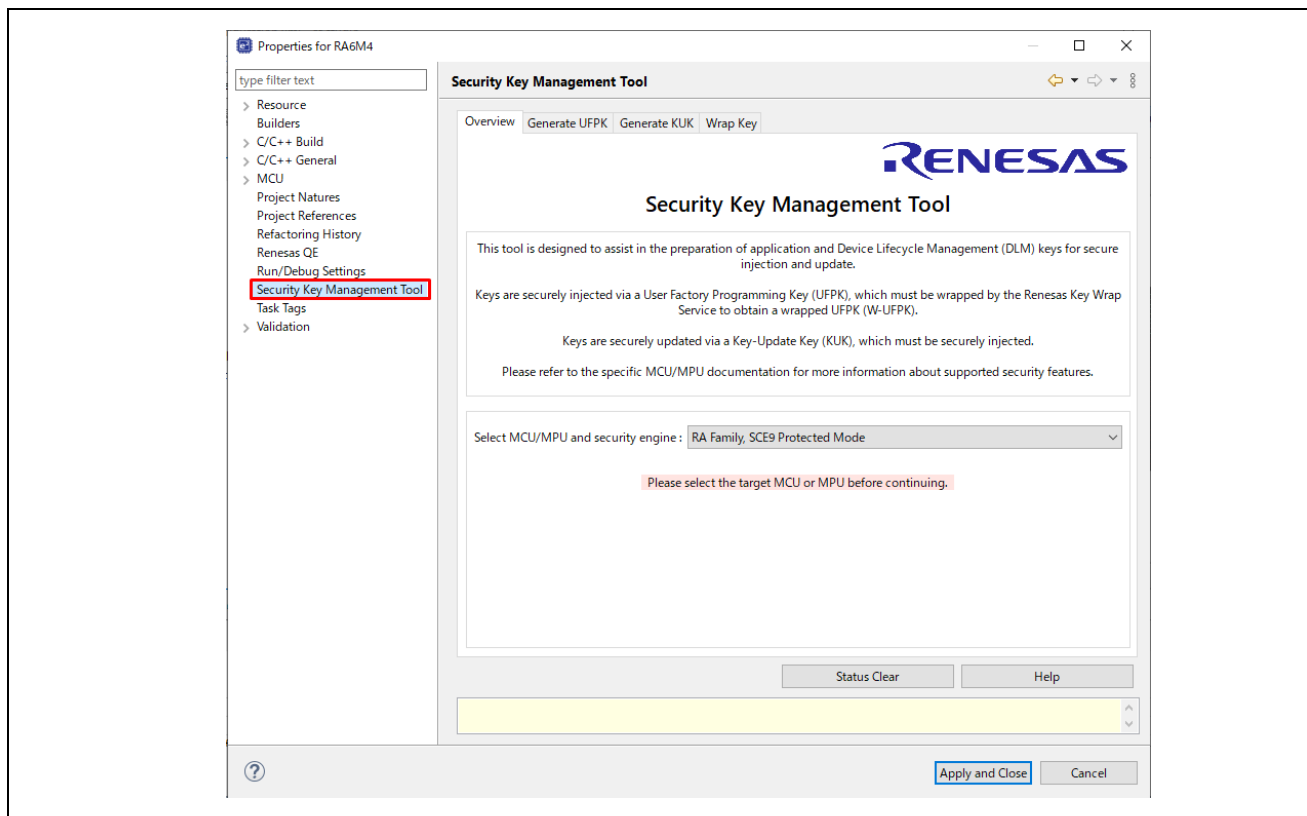 Properties for RA6M4
type filter text
Resource
Builders
C/C++ Build
C/C++ General
MCU
Project Natures
Project References
Refactoring History
Renesas QE
Run/Debug Settings
Security Key Management Tool
Task Tags
Validation
Security Key Management Tool
Overview Generate UFPK Generate KUK Wrap Key
RENESAS
Security Key Management Tool
This tool is designed to assist in the preparation of application and Device Lifecycle Management (DLM) keys for secure
injection and update.
Keys are securely injected via a User Factory Programming Key (UFPK), which must be wrapped by the Renesas Key Wrap
Service to obtain a wrapped UFPK (W-UFPK).
Keys are securely updated via a Key-Update Key (KUK), which must be securely injected.
Please refer to the specific MCU/MPU documentation for more information about supported security features.
Select MCU/MPU and security engine : RA Family, SCE9 Protected Mode
Please select the target MCU or MPU before continuing.
Status Clear Help
Apply and Close Cancel